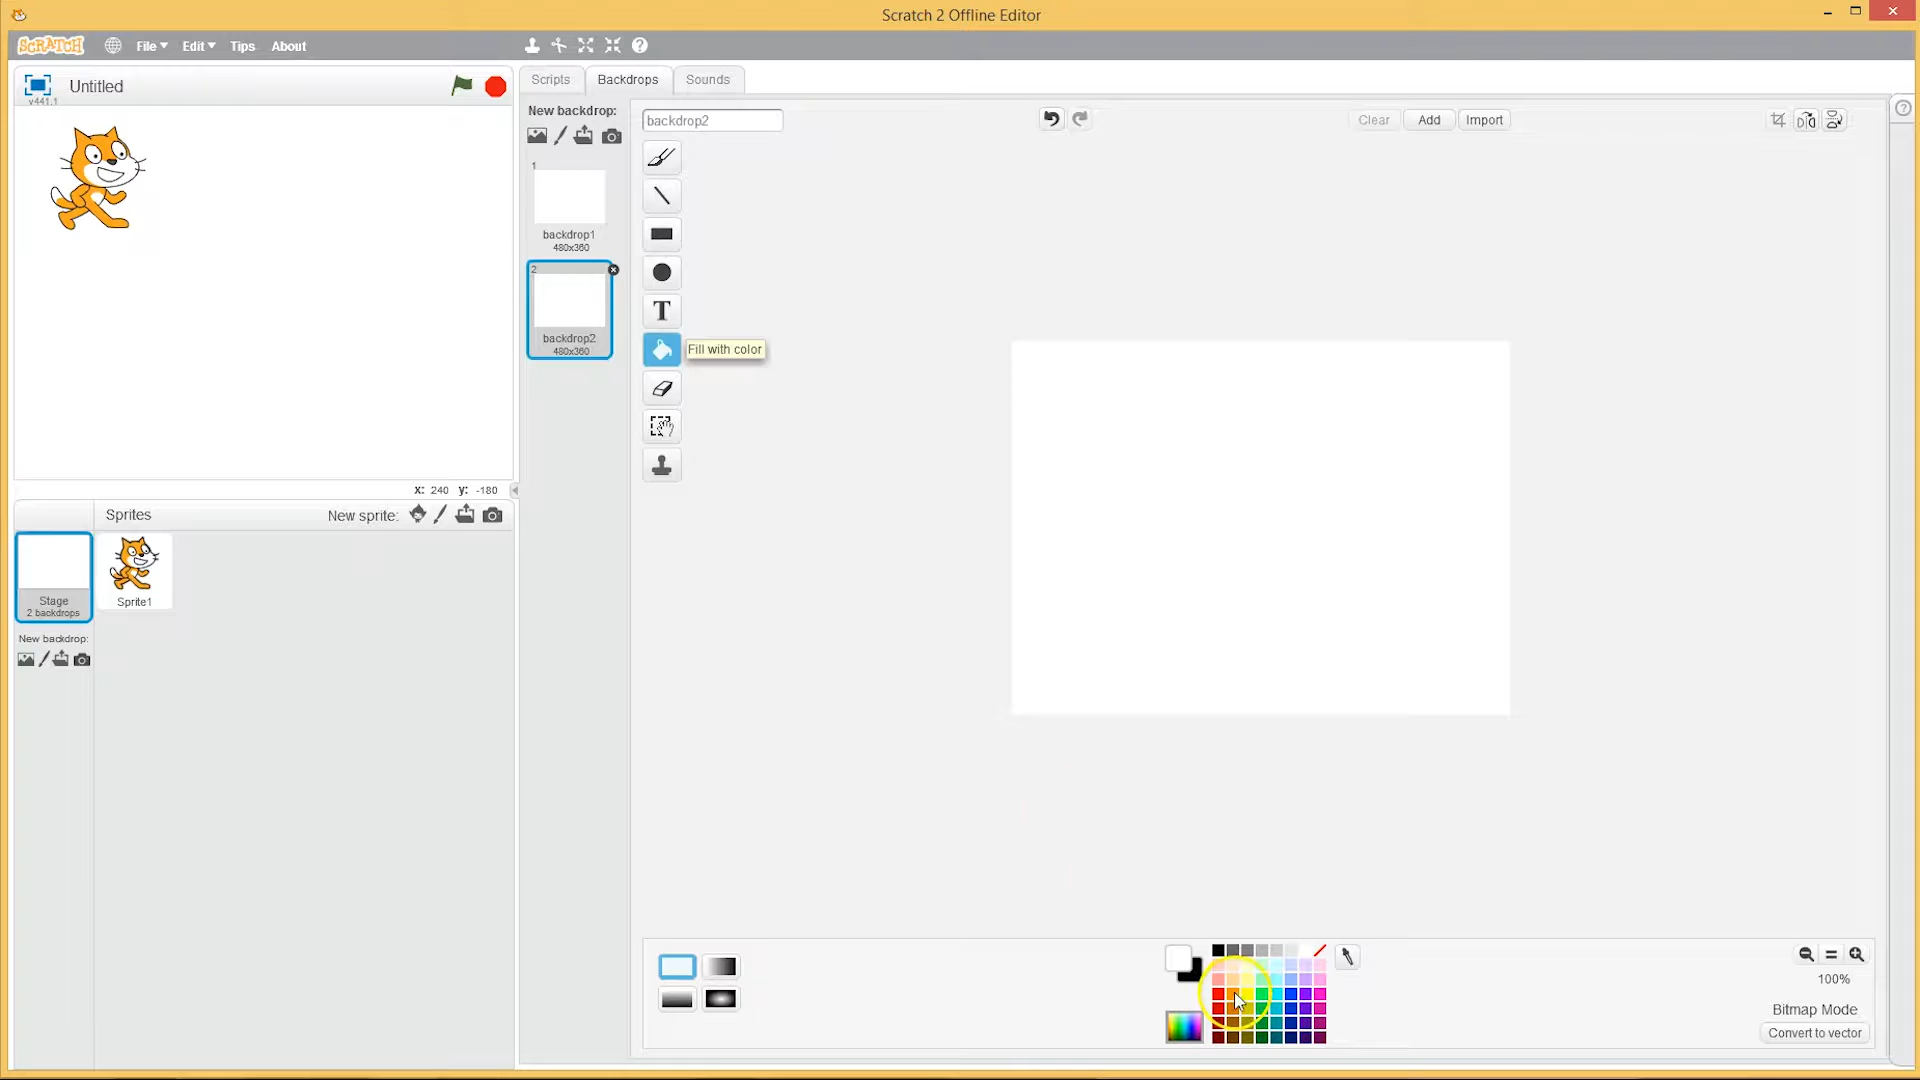 Scratch 2 Offline Editor
SCRATCH File Edit Tips About
Untitled
v441.1
Scripts Backdrops Sounds
New backdrop:
backdrop2
Clear Add Import
1
backdrop1
480x360
2
backdrop2
480x360
T
Fill with color
x: 240 y: -180
Sprites
New sprite:
Stage
2 backdrops
Sprite1
New backdrop:
100%
Bitmap Mode
Convert to vector